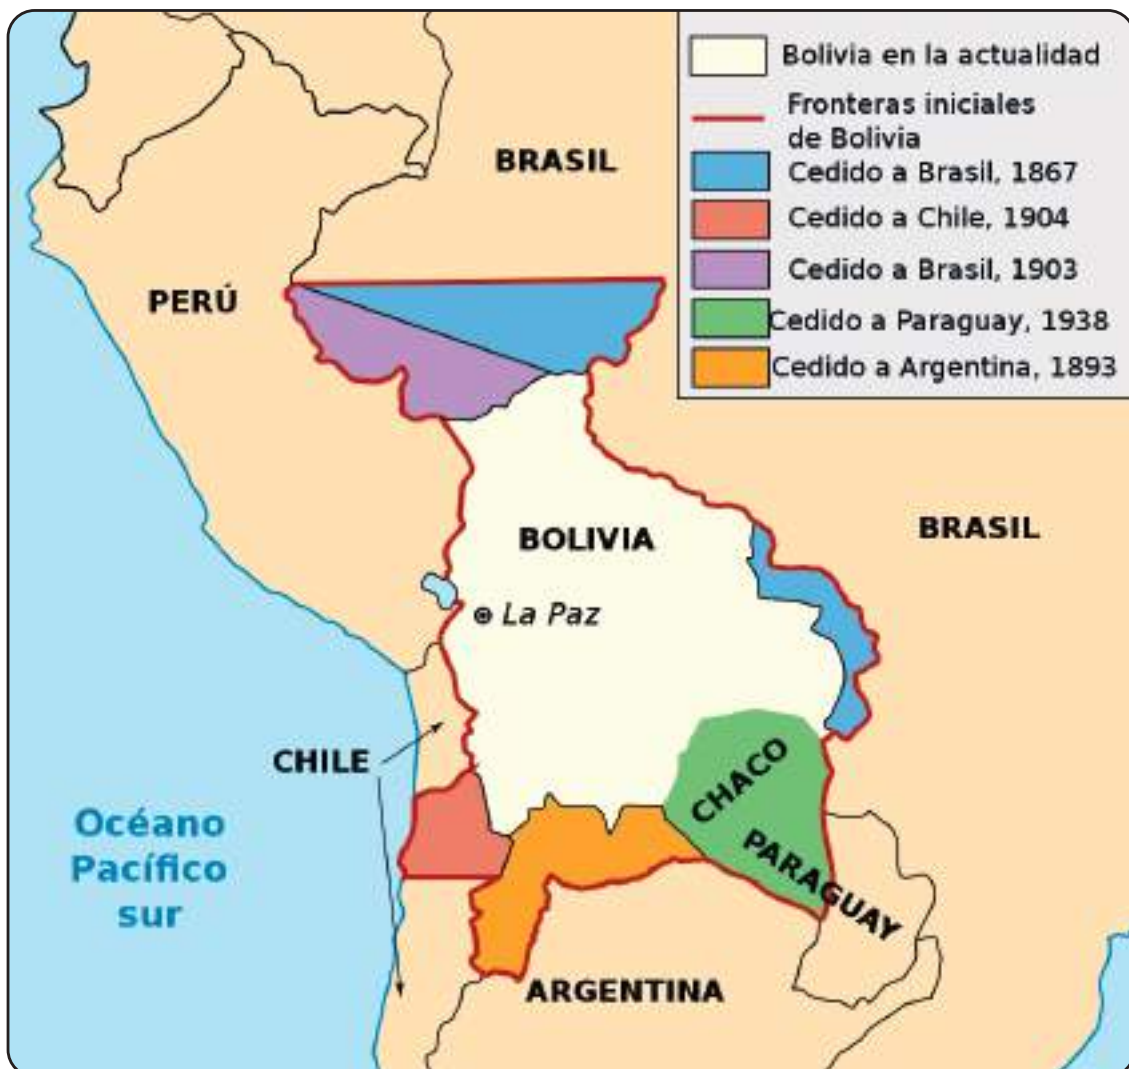 Bolivia en la actualidad
Fronteras iniciales
de Bolivia
Cedido a Brasil, 1867
Cedido a Chile, 1904
Cedido a Brasil, 1903
Cedido a Paraguay, 1938
Cedido a Argentina, 1893
BRASIL
PERÚ
BOLIVIA
BRASIL
La Paz
CHILE
CHACO
PARAGUAY
Océano
Pacífico
sur
ARGENTINA